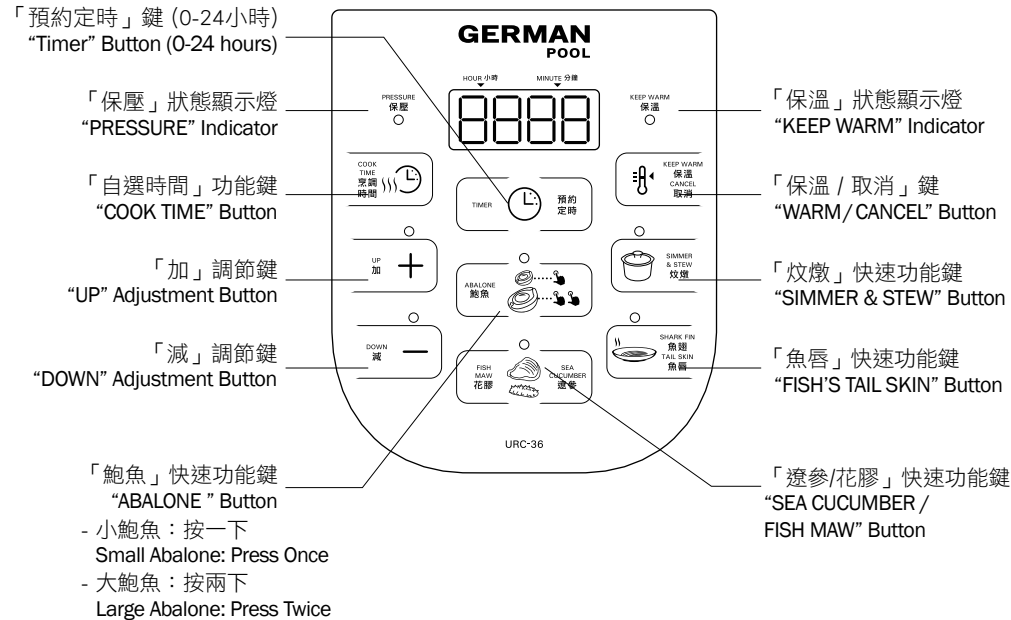 「預約定時」鍵 (0-24小時)
“Timer” Button (0-24 hours)
「保壓」狀態顯示燈
“PRESSURE” Indicator
「自選時間」功能鍵
“COOK TIME” Button
「加」調節鍵
“UP” Adjustment Button
「減」調節鍵
“DOWN” Adjustment Button
「鮑魚」快速功能鍵
“ABALONE ” Button
- 小鮑魚：按一下
Small Abalone: Press Once
- 大鮑魚：按兩下
Large Abalone: Press Twice
GERMAN
POOL
HOUR 小時
MINUTE 分鐘
8888
PRESSURE
保壓
KEEP WARM
保溫
COOK
TIME
烹調
時間
TIMER
預約
定時
KEEP WARM
保溫
CANCEL
取消
UP
加
ABALONE
鮑魚
SIMMER
& STEW
炆燉
DOWN
減
FISH
MAW
花膠
SEA
CUCUMBER
遼參
SHARK FIN
魚翅
TAIL SKIN
魚唇
URC-36
「保溫」狀態顯示燈
“KEEP WARM” Indicator
「保溫 / 取消」鍵
“WARM/CANCEL” Button
「炆燉」快速功能鍵
“SIMMER & STEW” Button
「魚唇」快速功能鍵
“FISH’S TAIL SKIN” Button
「遼參/花膠」快速功能鍵
“SEA CUCUMBER /
FISH MAW” Button